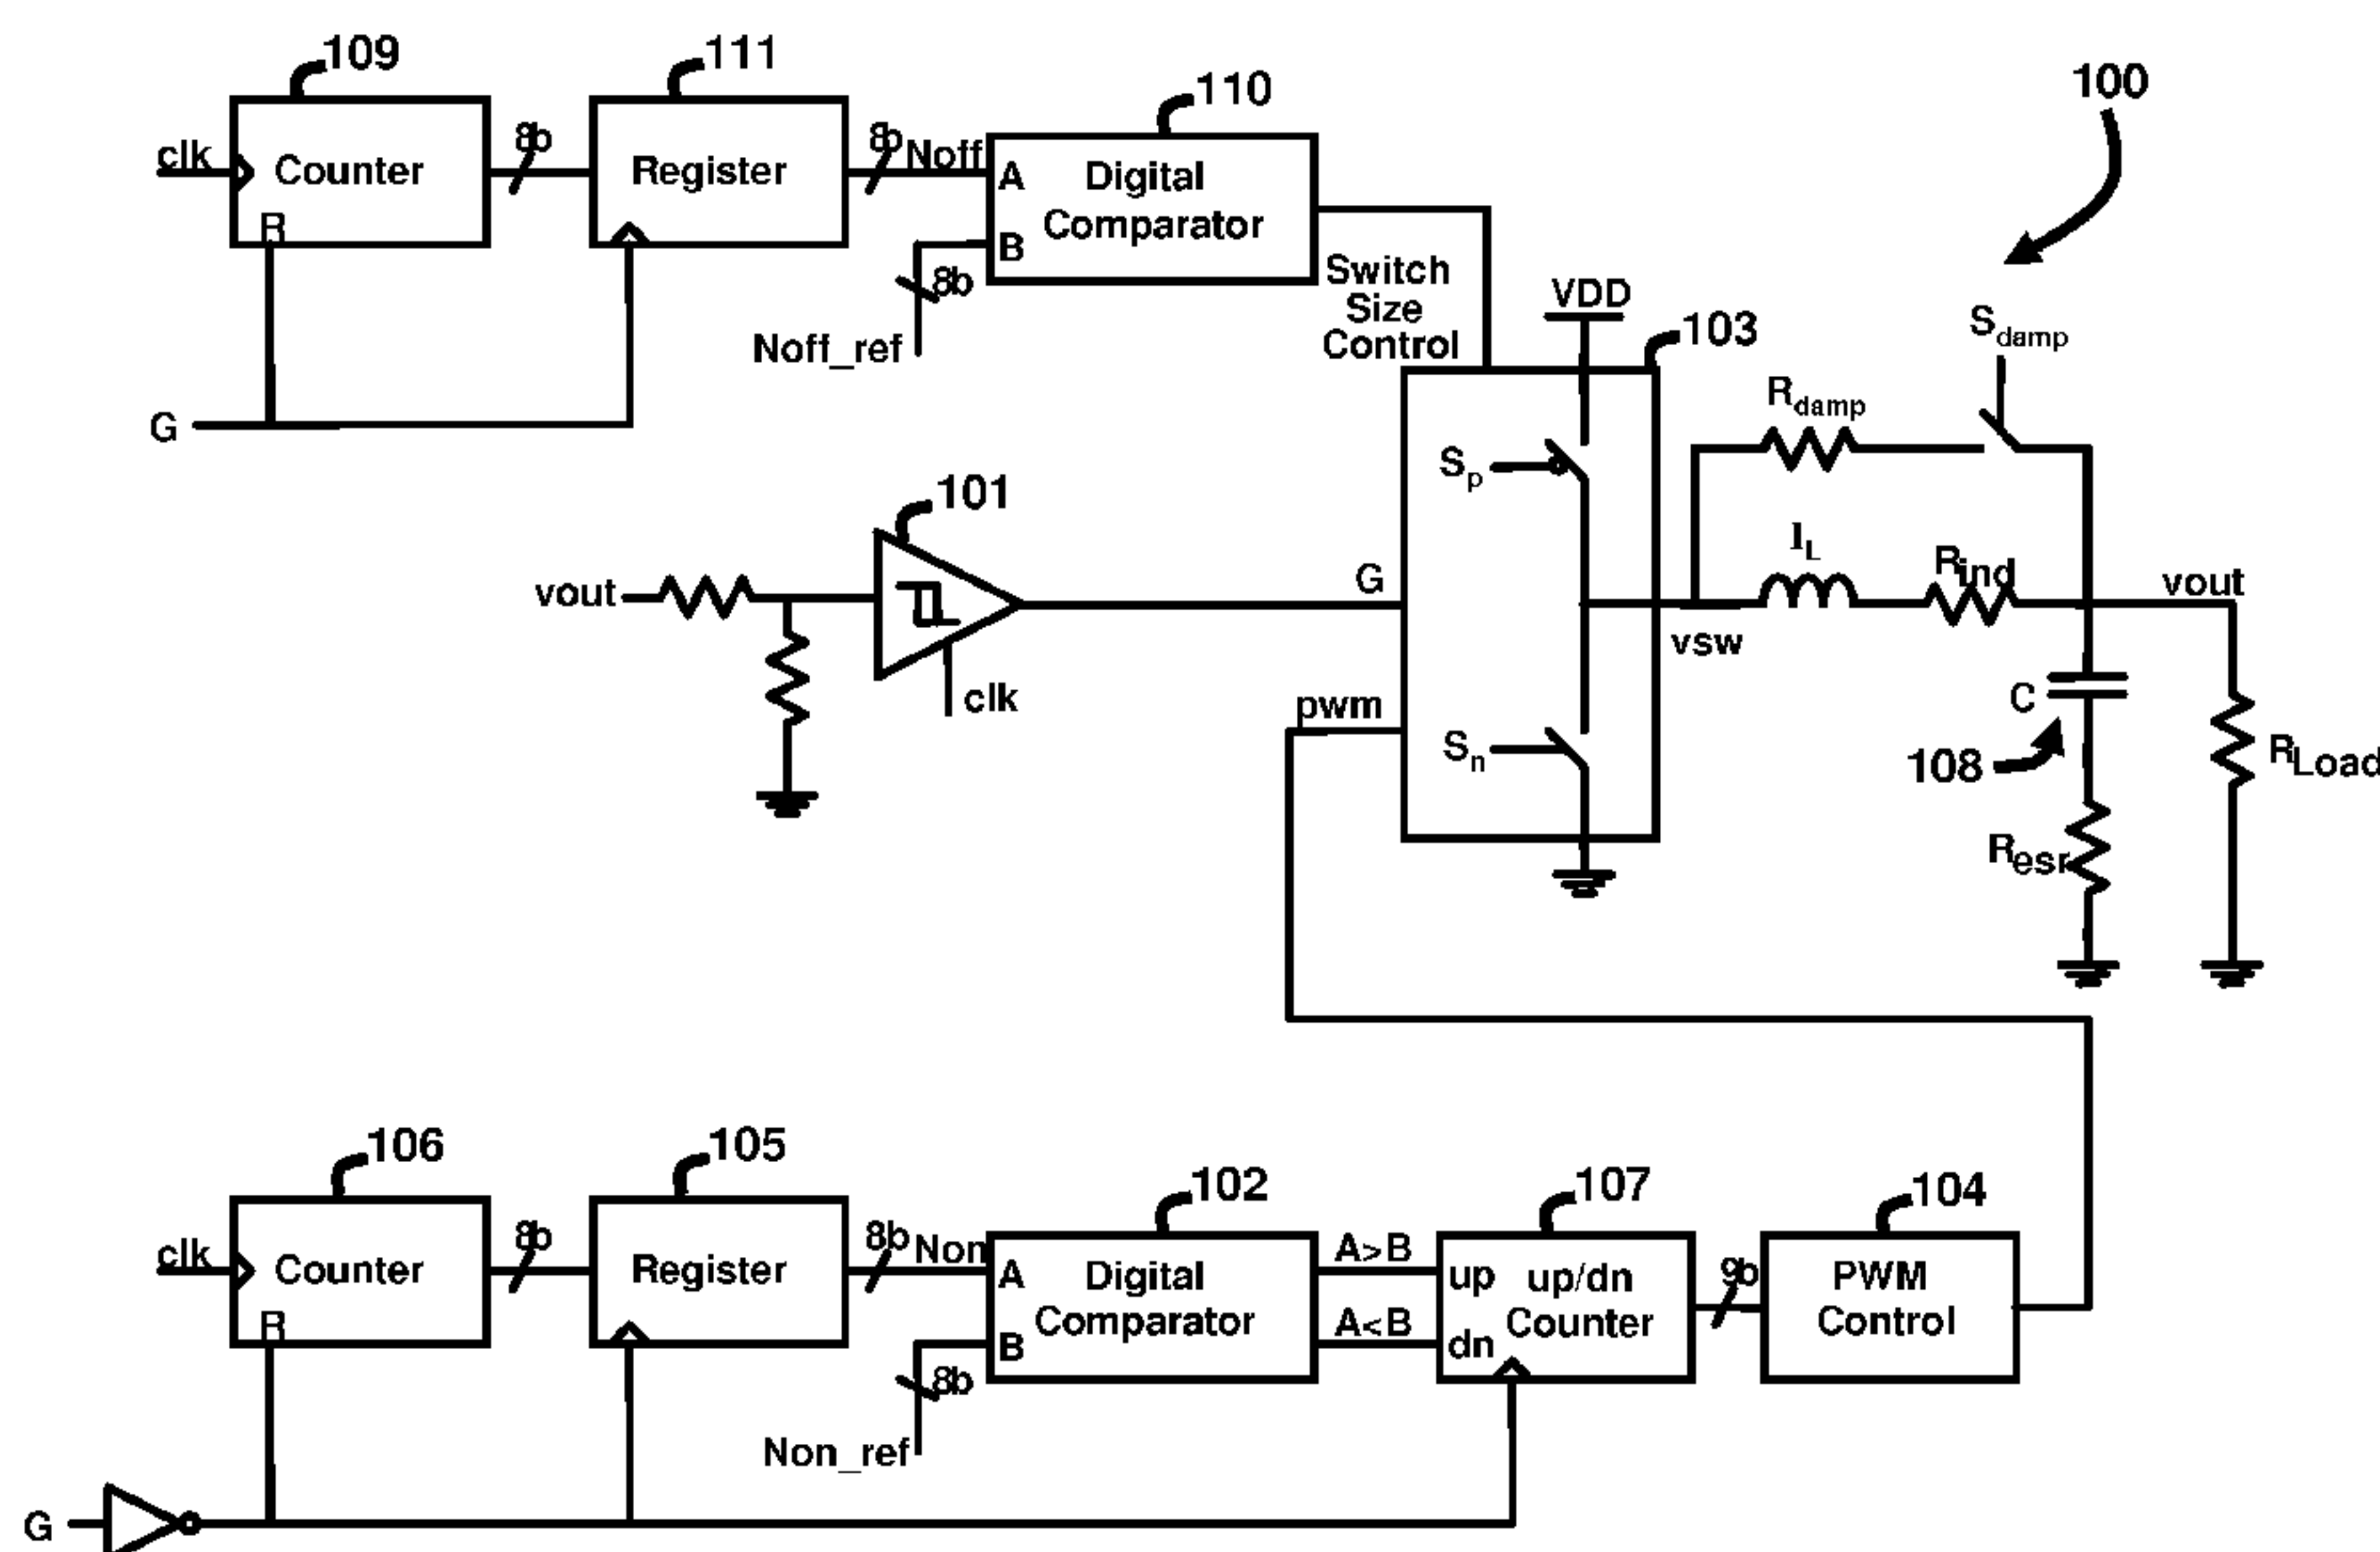 109
111
110
100
clk
Counter
R
8b
Register
8b
Noff
A
Digital
Comparator
B
8b
Noff_ref
Switch
Size
Control
VDD
103
Sdamp
Rdamp
G
Sp
101
vout
clk
G
IL
Rind
vout
vsw
pwm
Sn
C
108
RLoad
Resr
106
105
102
107
104
clk
Counter
R
8b
Register
8b
Non
A
Digital
Comparator
B
8b
Non_ref
A>B
A<B
up
up/dn
Counter
dn
9b
PWM
Control
G